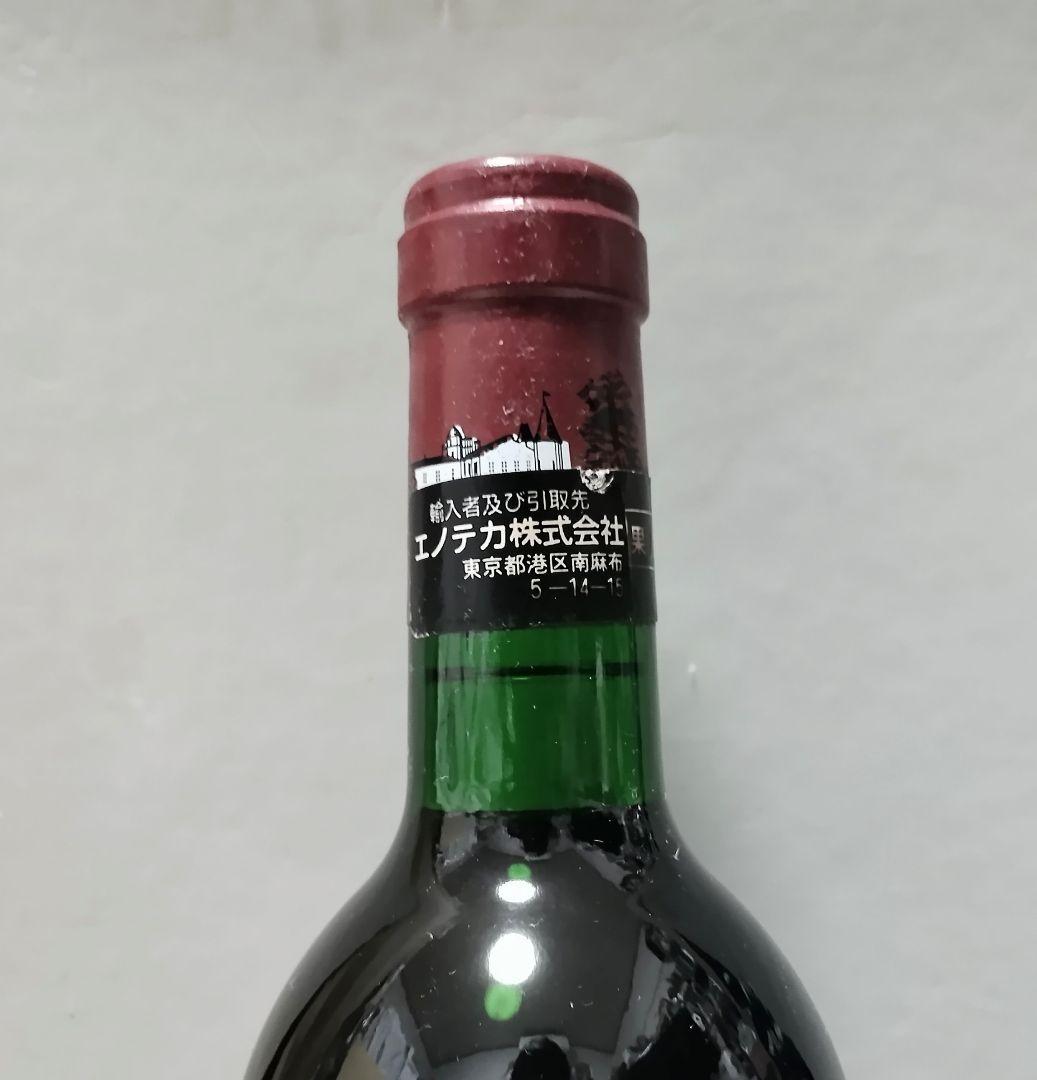 輸入者及び引取先
エノテカ株式会社
東京都港区南麻布
5-14-15
果